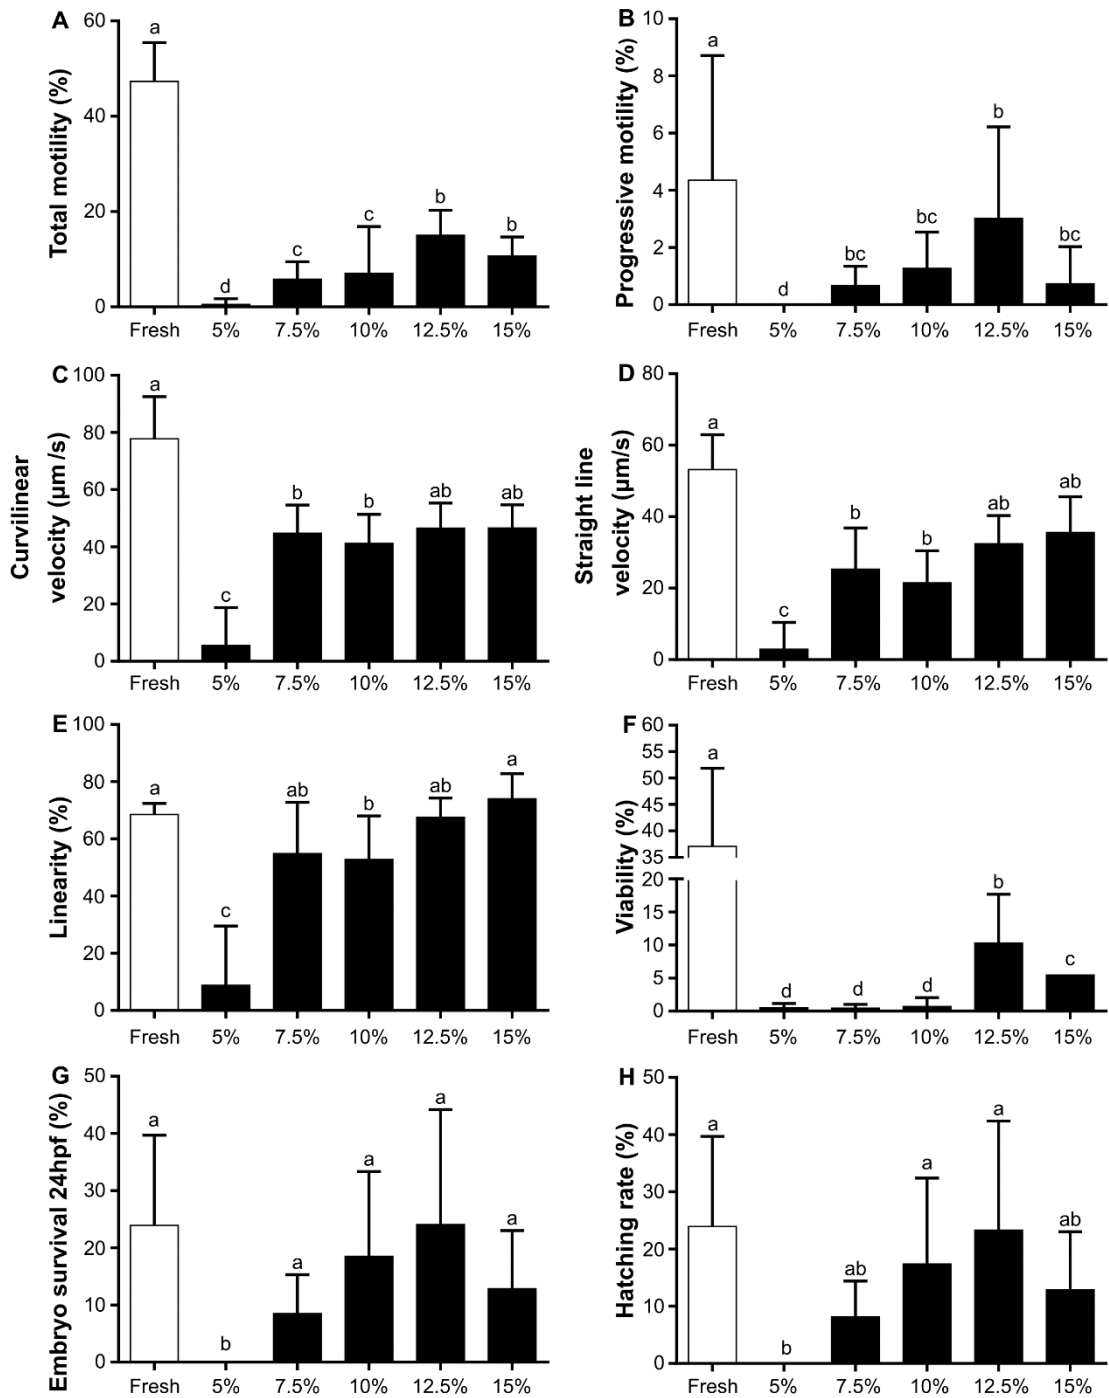 A
Total motility (%)
60
40
20
0
a
d
c
c
b
b
Fresh 5% 7.5% 10% 12.5% 15%
B
Progressive motility (%)
10
8
6
4
2
0
a
d
bc
bc
b
bc
Fresh 5% 7.5% 10% 12.5% 15%
C
Curvilinear
velocity (µm /s)
100
80
60
40
20
0
a
c
b
b
ab
ab
Fresh 5% 7.5% 10% 12.5% 15%
D
Straight line
velocity (µm/s)
80
60
40
20
0
a
c
b
b
ab
ab
Fresh 5% 7.5% 10% 12.5% 15%
E
Linearity (%)
100
80
60
40
20
0
a
c
ab
b
ab
a
Fresh 5% 7.5% 10% 12.5% 15%
F
Viability (%)
60
55
50
45
40
35
20
15
10
5
0
a
d
d
d
b
c
Fresh 5% 7.5% 10% 12.5% 15%
G
Embryo survival 24hpf (%)
50
40
30
20
10
0
a
b
a
a
a
a
Fresh 5% 7.5% 10% 12.5% 15%
H
Hatching rate (%)
50
40
30
20
10
0
a
b
ab
a
a
ab
Fresh 5% 7.5% 10% 12.5% 15%